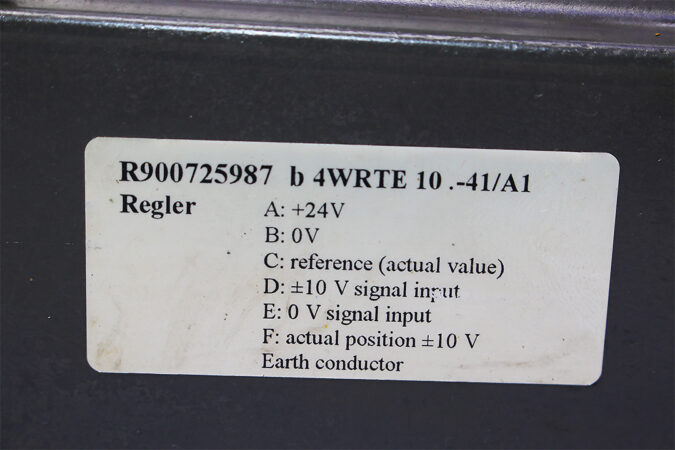 R900725987 b 4WRTE 10 .-41/A1
Regler
A: +24V
B: 0V
C: reference (actual value)
D: ±10 V signal input
E: 0 V signal input
F: actual position ±10 V
Earth conductor